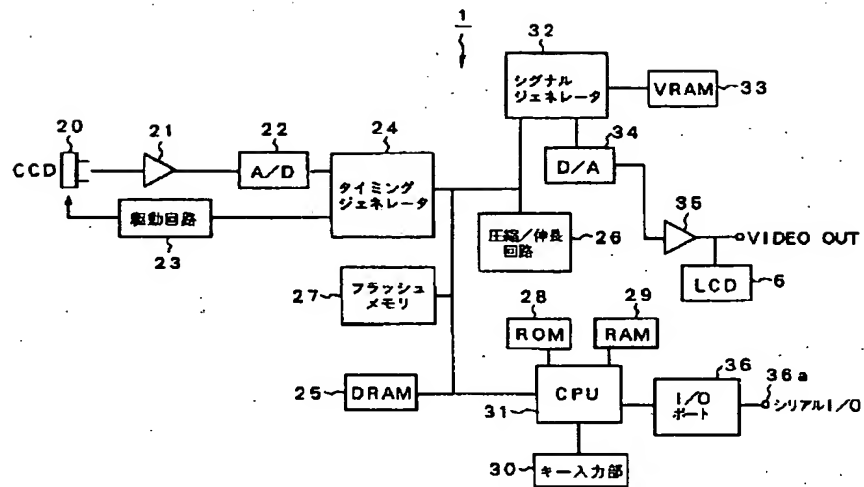 1
32
シグナル
ジェネレータ
VRAM
33
20
21
22
24
34
CCD
A/D
タイミング
ジェネレータ
D/A
35
駆動回路
23
圧縮/伸長
回路
26
VIDEO OUT
LCD
6
27
フラッシュ
メモリ
28
29
ROM
RAM
36
36a
25
DRAM
CPU
31
I/O
ポート
シリアルI/O
30
キー入力部